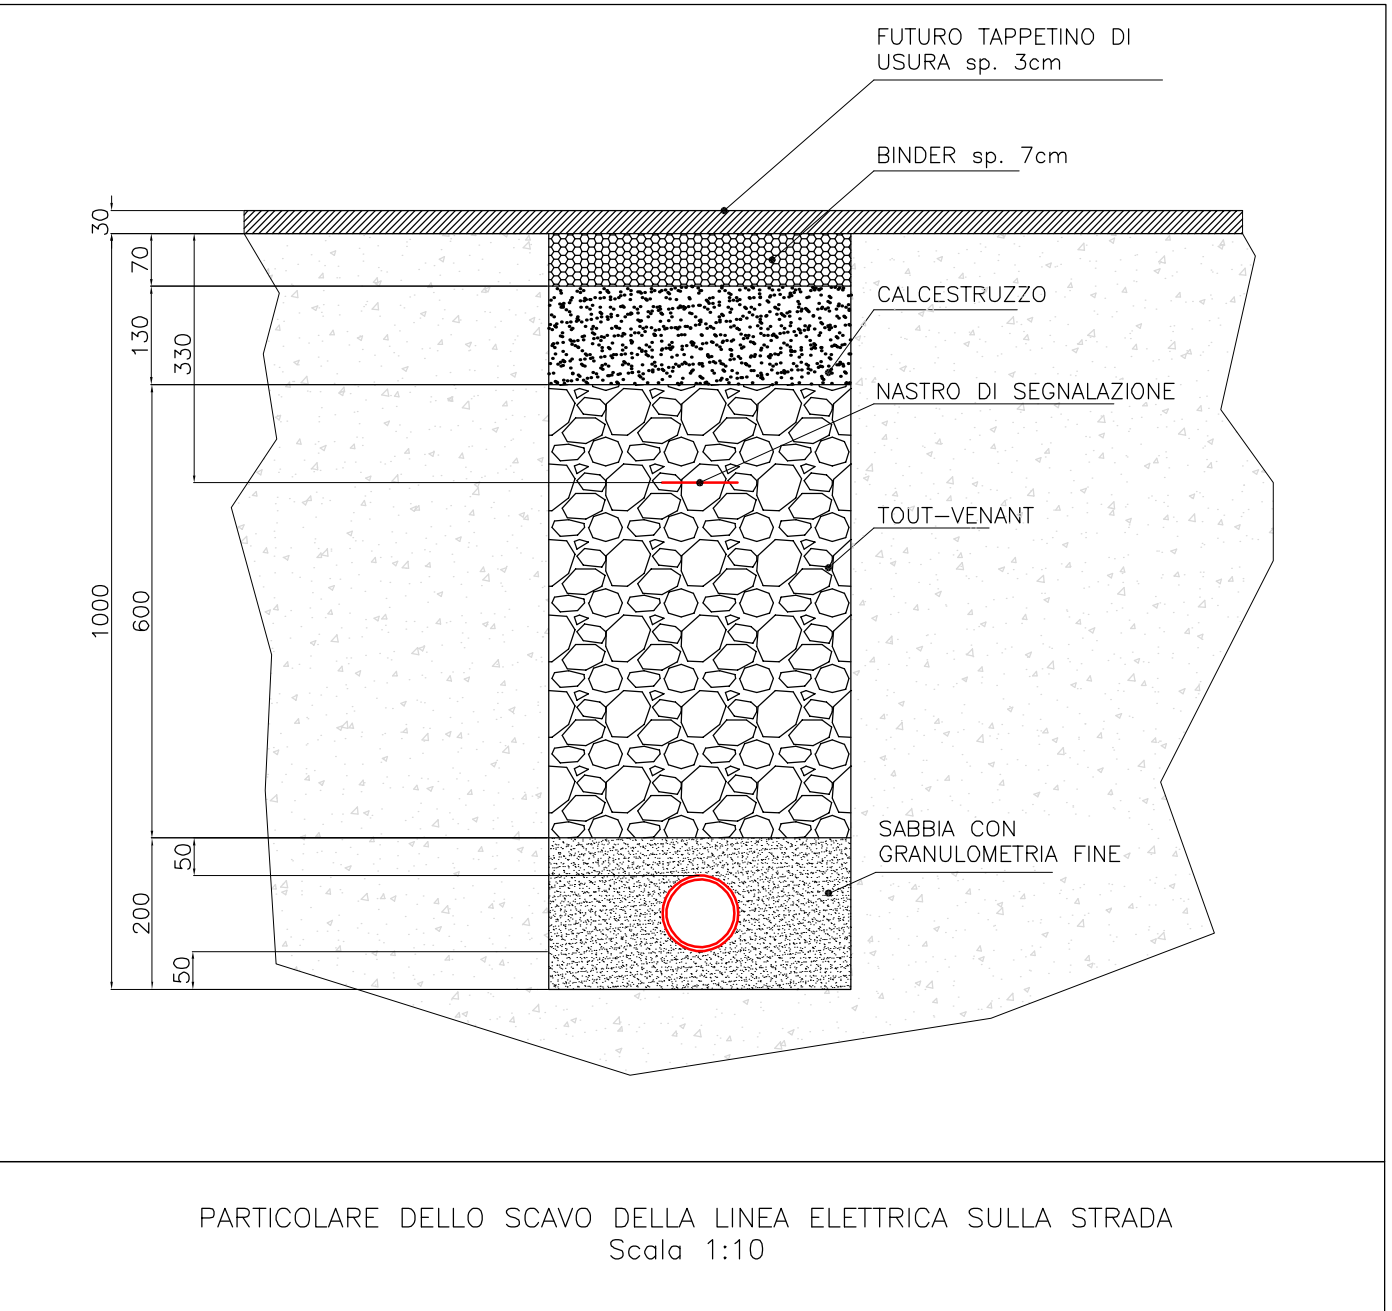 FUTURO TAPPETINO DI
USURA sp. 3cm
BINDER sp. 7cm
30
70
130
330
CALCESTRUZZO
NASTRO DI SEGNALAZIONE
TOUT-VENANT
1000
600
SABBIA CON
GRANULOMETRIA FINE
50
200
50
PARTICOLARE DELLO SCAVO DELLA LINEA ELETTRICA SULLA STRADA
Scala 1:10